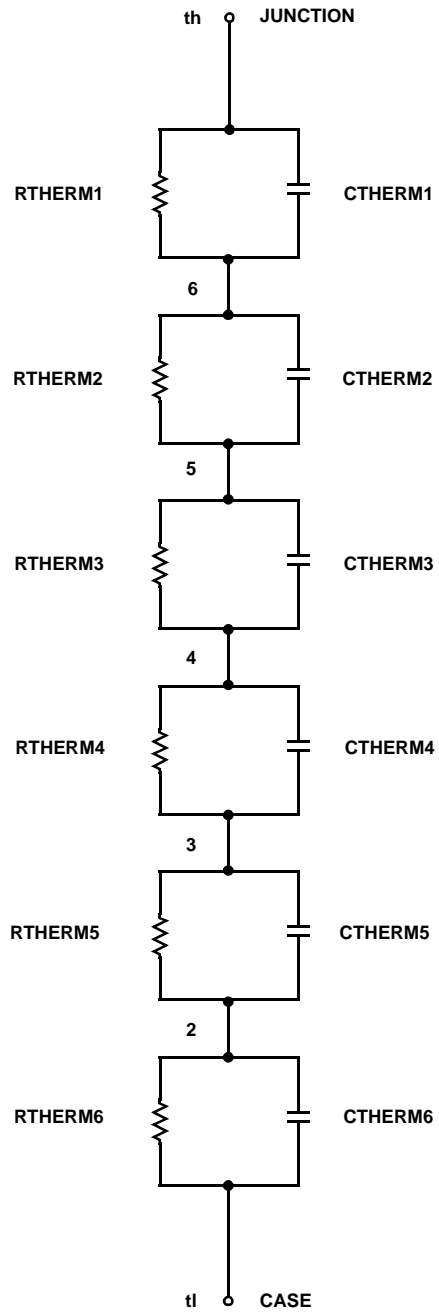 th JUNCTION
RTHERM1 CTHERM1
6
RTHERM2 CTHERM2
5
RTHERM3 CTHERM3
4
RTHERM4 CTHERM4
3
RTHERM5 CTHERM5
2
RTHERM6 CTHERM6
tl CASE